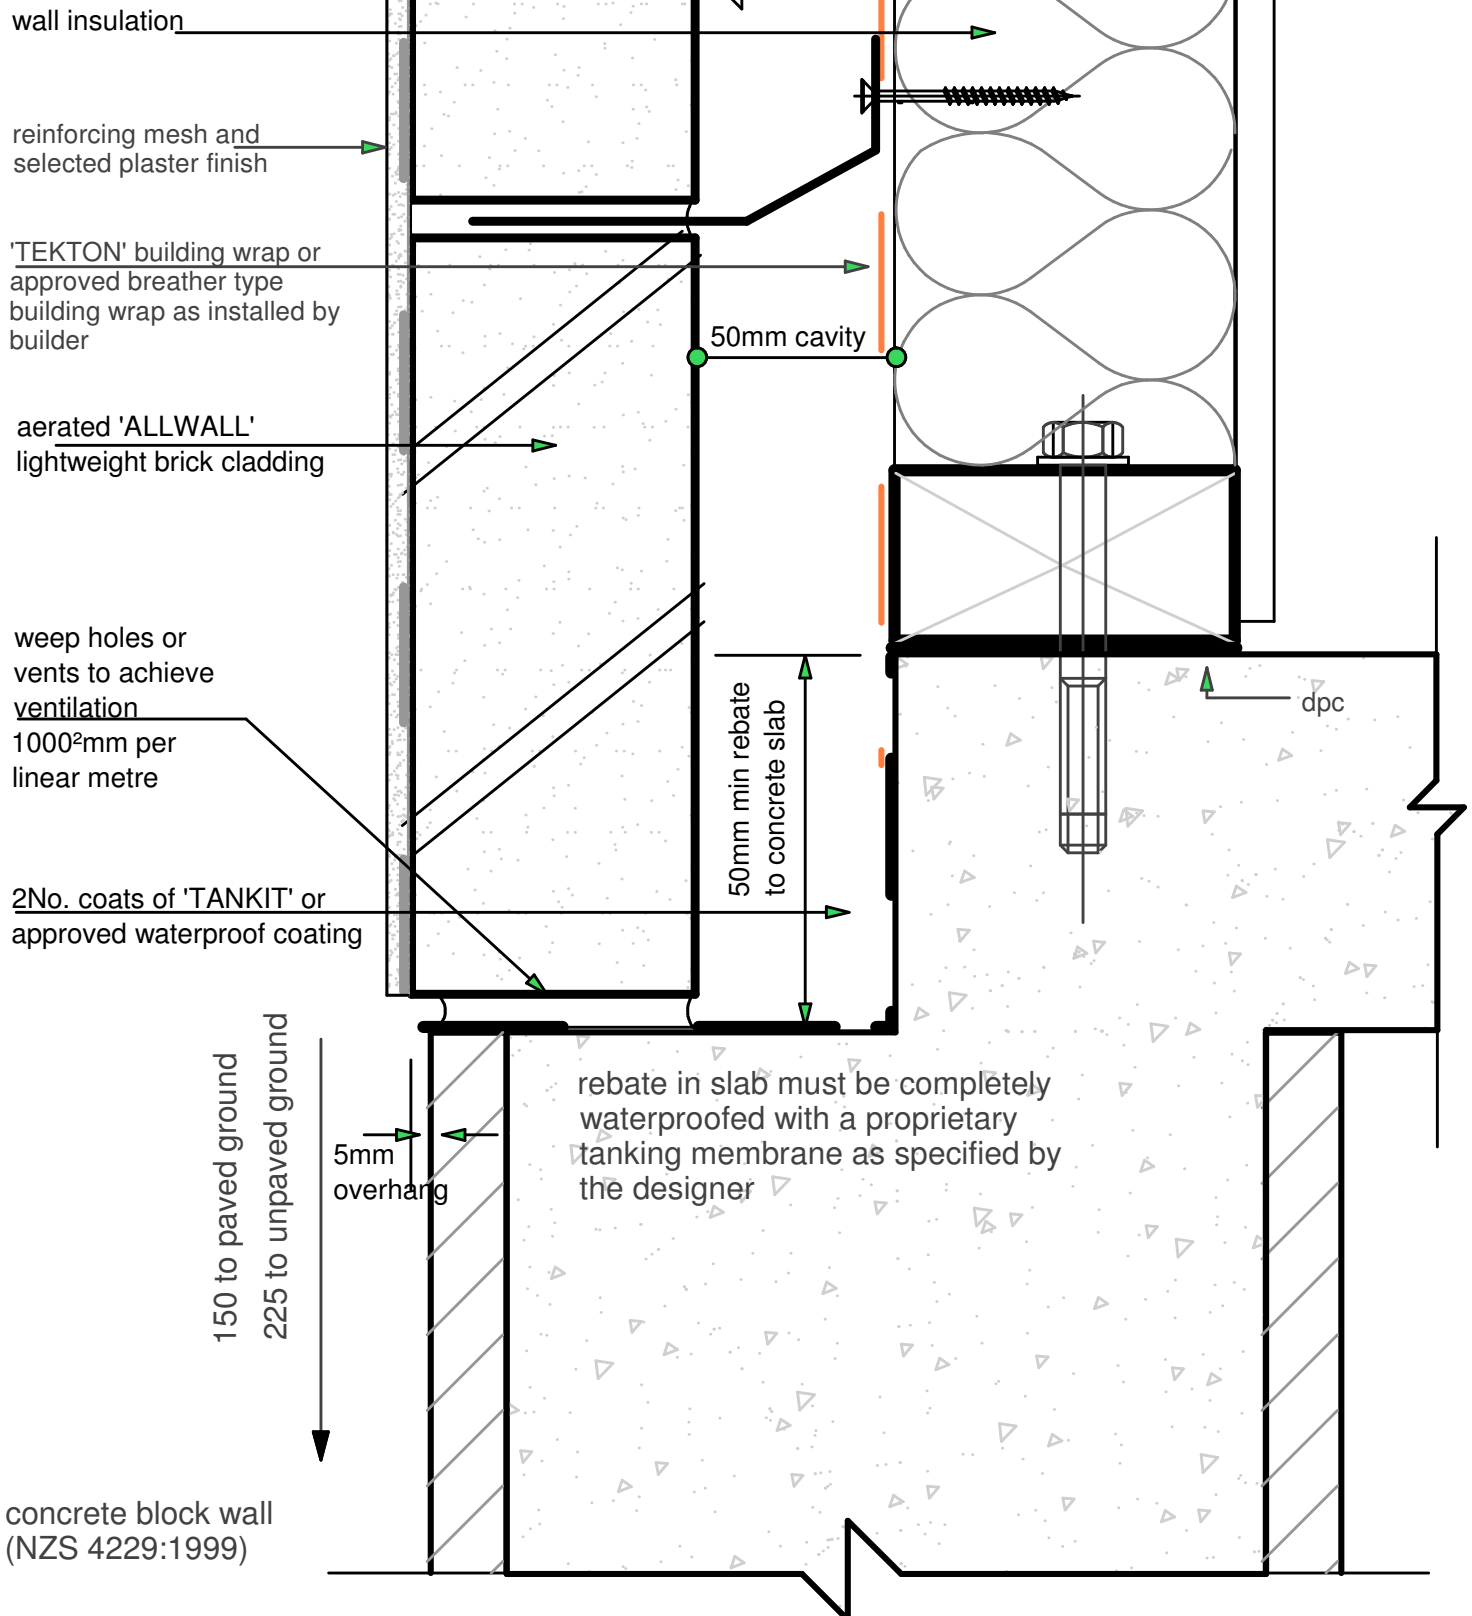 wall insulation
reinforcing mesh and
selected plaster finish
'TEKTON' building wrap or
approved breather type
building wrap as installed by
builder
50mm cavity
aerated 'ALLWALL'
lightweight brick cladding
weep holes or
vents to achieve
ventilation
1000²mm per
linear metre
50mm min rebate
to concrete slab
dpc
2No. coats of 'TANKIT' or
approved waterproof coating
150 to paved ground
225 to unpaved ground
5mm
overhang
rebate in slab must be completely
waterproofed with a proprietary
tanking membrane as specified by
the designer
concrete block wall
(NZS 4229:1999)